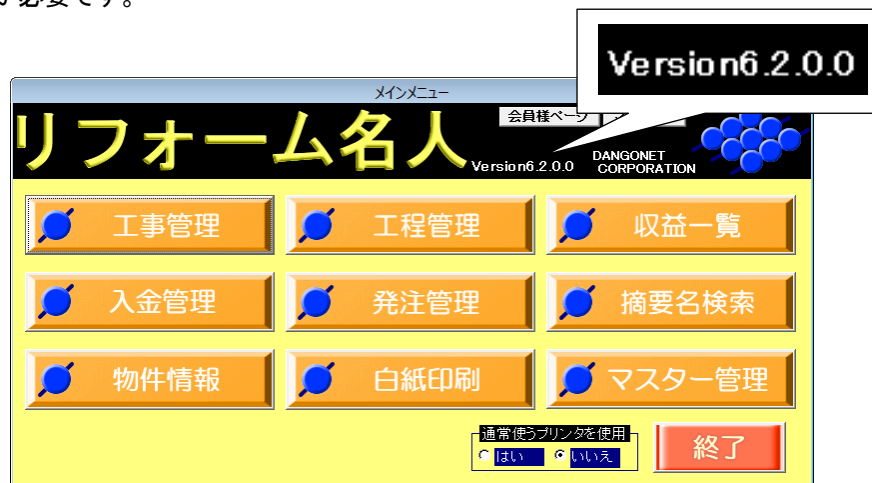 が必要です。
Version6.2.0.0
メインメニュー
会員様ページ
リフォーム名人
Version6.2.0.0
DANGONET
CORPORATION
工事管理
工程管理
収益一覧
入金管理
発注管理
摘要名検索
物件情報
白紙印刷
マスター管理
通常使うプリンタを使用
はい
いいえ
終了